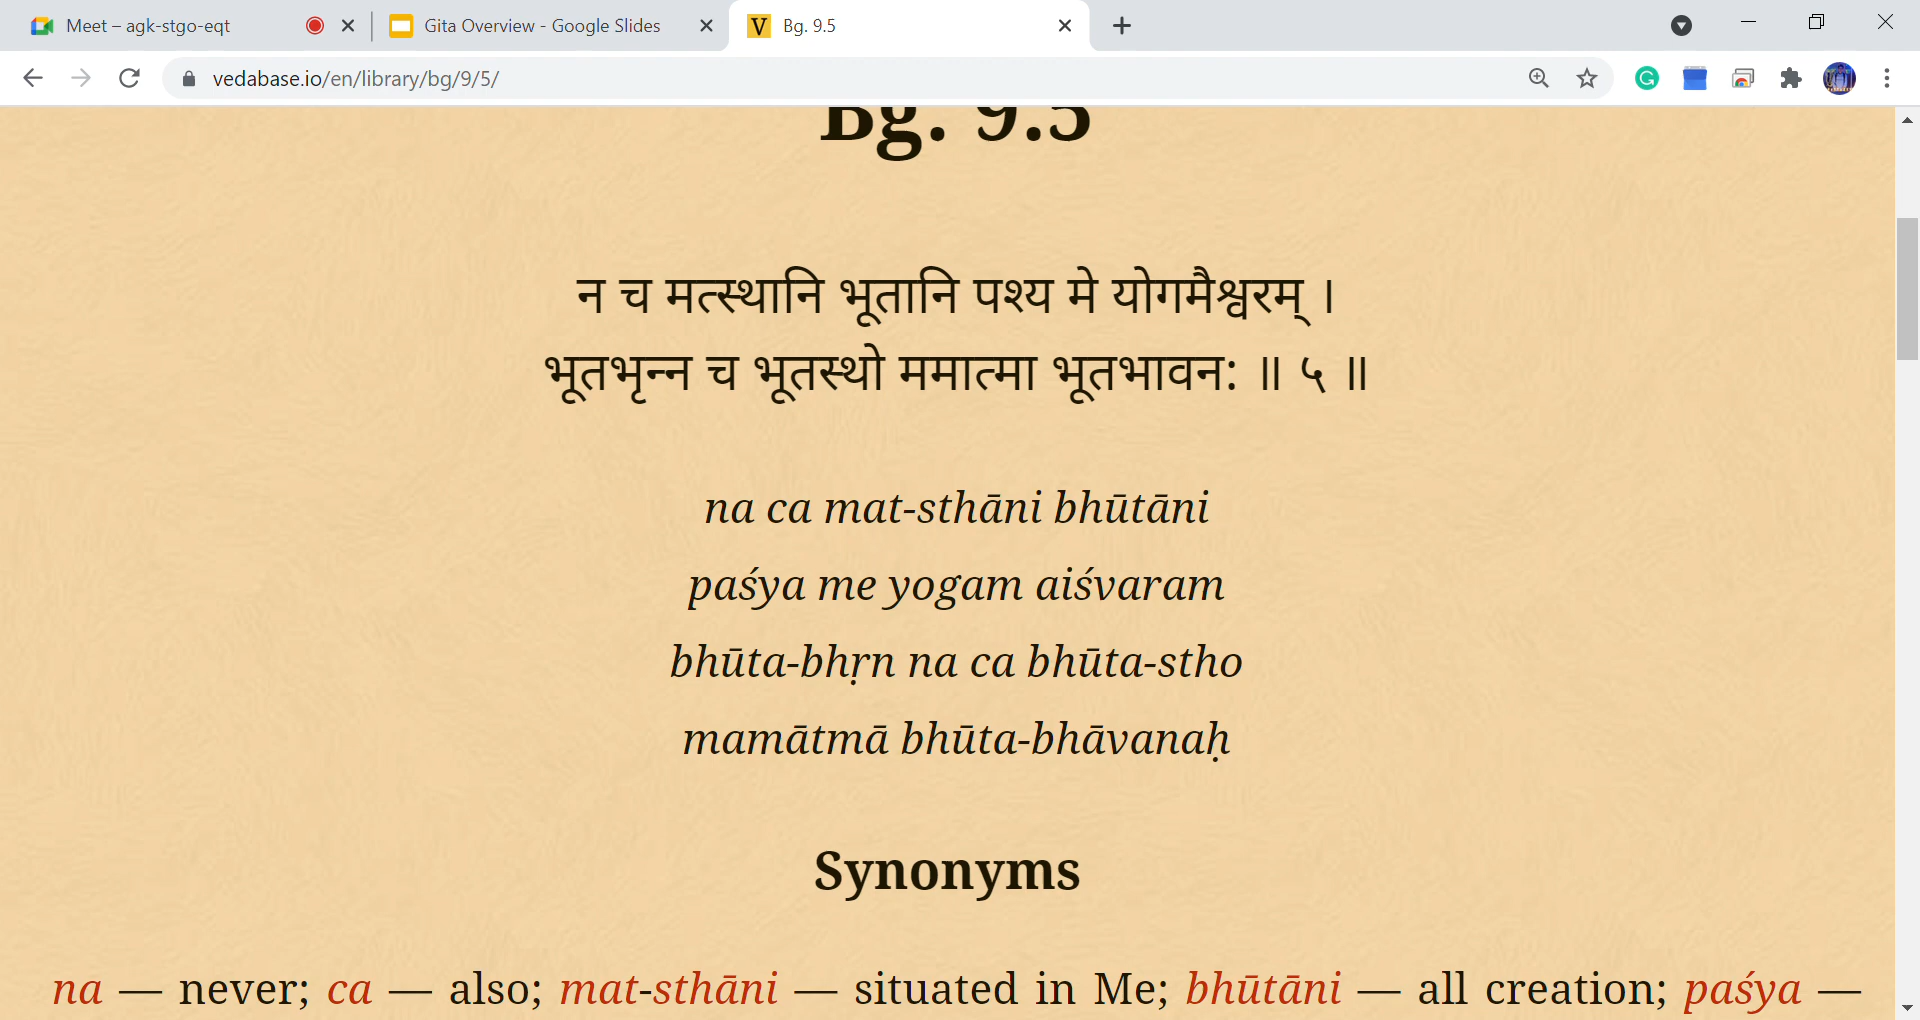 Meet – agk-stgo-eqt
Gita Overview - Google Slides
V Bg. 9.5
vedabase.io/en/library/bg/9/5/
Bg. 9.5
न च मत्स्थानि भूतानि पश्य मे योगमैश्वरम् ।
भूतभृन्न च भूतस्थो ममात्मा भूतभावन: ॥ ५ ॥
na ca mat-sthāni bhūtāni
paśya me yogam aiśvaram
bhūta-bhṛn na ca bhūta-stho
mamātmā bhūta-bhāvanaḥ
Synonyms
na — never; ca — also; mat-sthāni — situated in Me; bhūtāni — all creation; paśya —